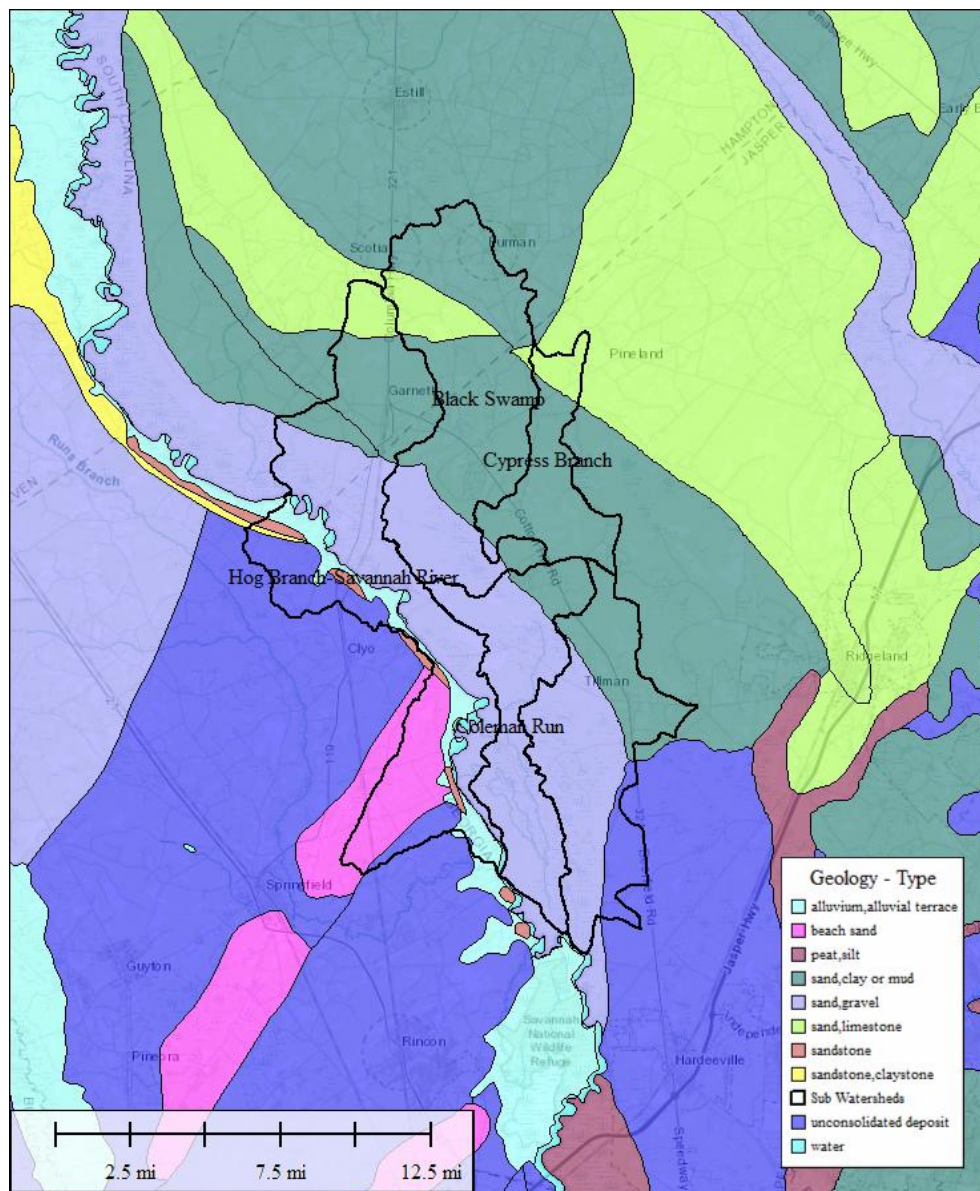 Estill
SOUTH CAROLINA
HAMPTON
JASPER
321
Scotia
Furman
Pineland
Garnett
Black Swamp
Cypress Branch
Runs Branch
Hog Branch-Savannah River
Clyo
Tillman
Ridgeland
Coleman Run
119
21
Springfield
Guyton
Pineora
Rincon
Savannah
National
Wildlife
Refuge
Hardeeville
Jasper Hwy
Speedway
Geology - Type
alluvium,alluvial terrace
beach sand
peat,silt
sand,clay or mud
sand,gravel
sand,limestone
sandstone
sandstone,claystone
Sub Watersheds
unconsolidated deposit
water
2.5 mi 7.5 mi 12.5 mi